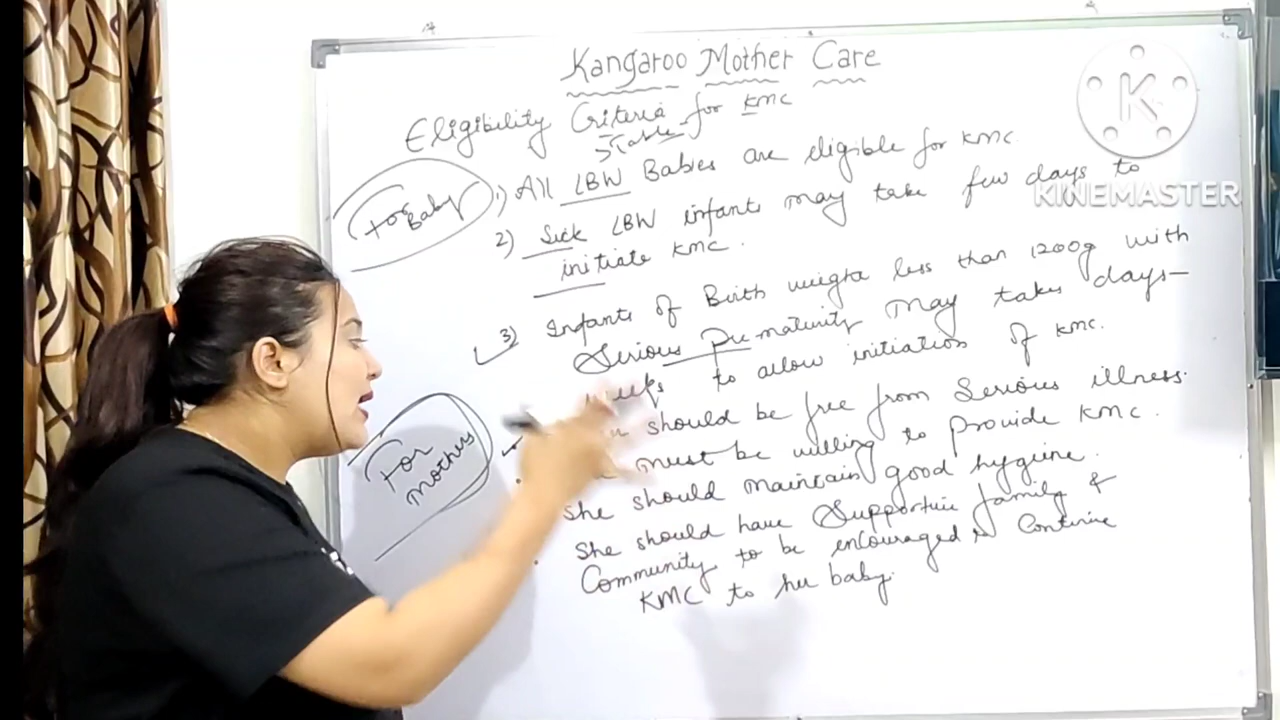 Kangaroo Mother Care
Eligibility Criteria for KMC
Stable
For Baby
1) All LBW Babies are eligible for KMC.
2) Sick LBW infants may take few days to
initiate KMC.
3) Infants of Birth weight less than 1200g with
Serious Prematurity may takes days-
weeks to allow initiation of KMC.
For mothers
should be free from Serious illness.
must be willing to provide KMC.
She should maintain good hygiene.
She should have Supportive family &
Community to be encouraged & Continue
KMC to her baby.
K
KINEMASTER